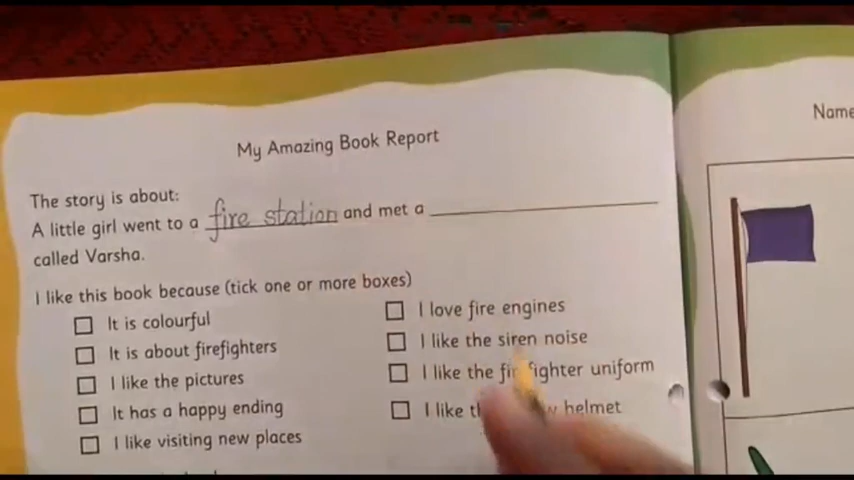 My Amazing Book Report
Name
The story is about:
A little girl went to a fire station and met a
called Varsha.
I like this book because (tick one or more boxes)
It is colourful
It is about firefighters
I like the pictures
It has a happy ending
I like visiting new places
I love fire engines
I like the siren noise
I like the firefighter uniform
I like helmet